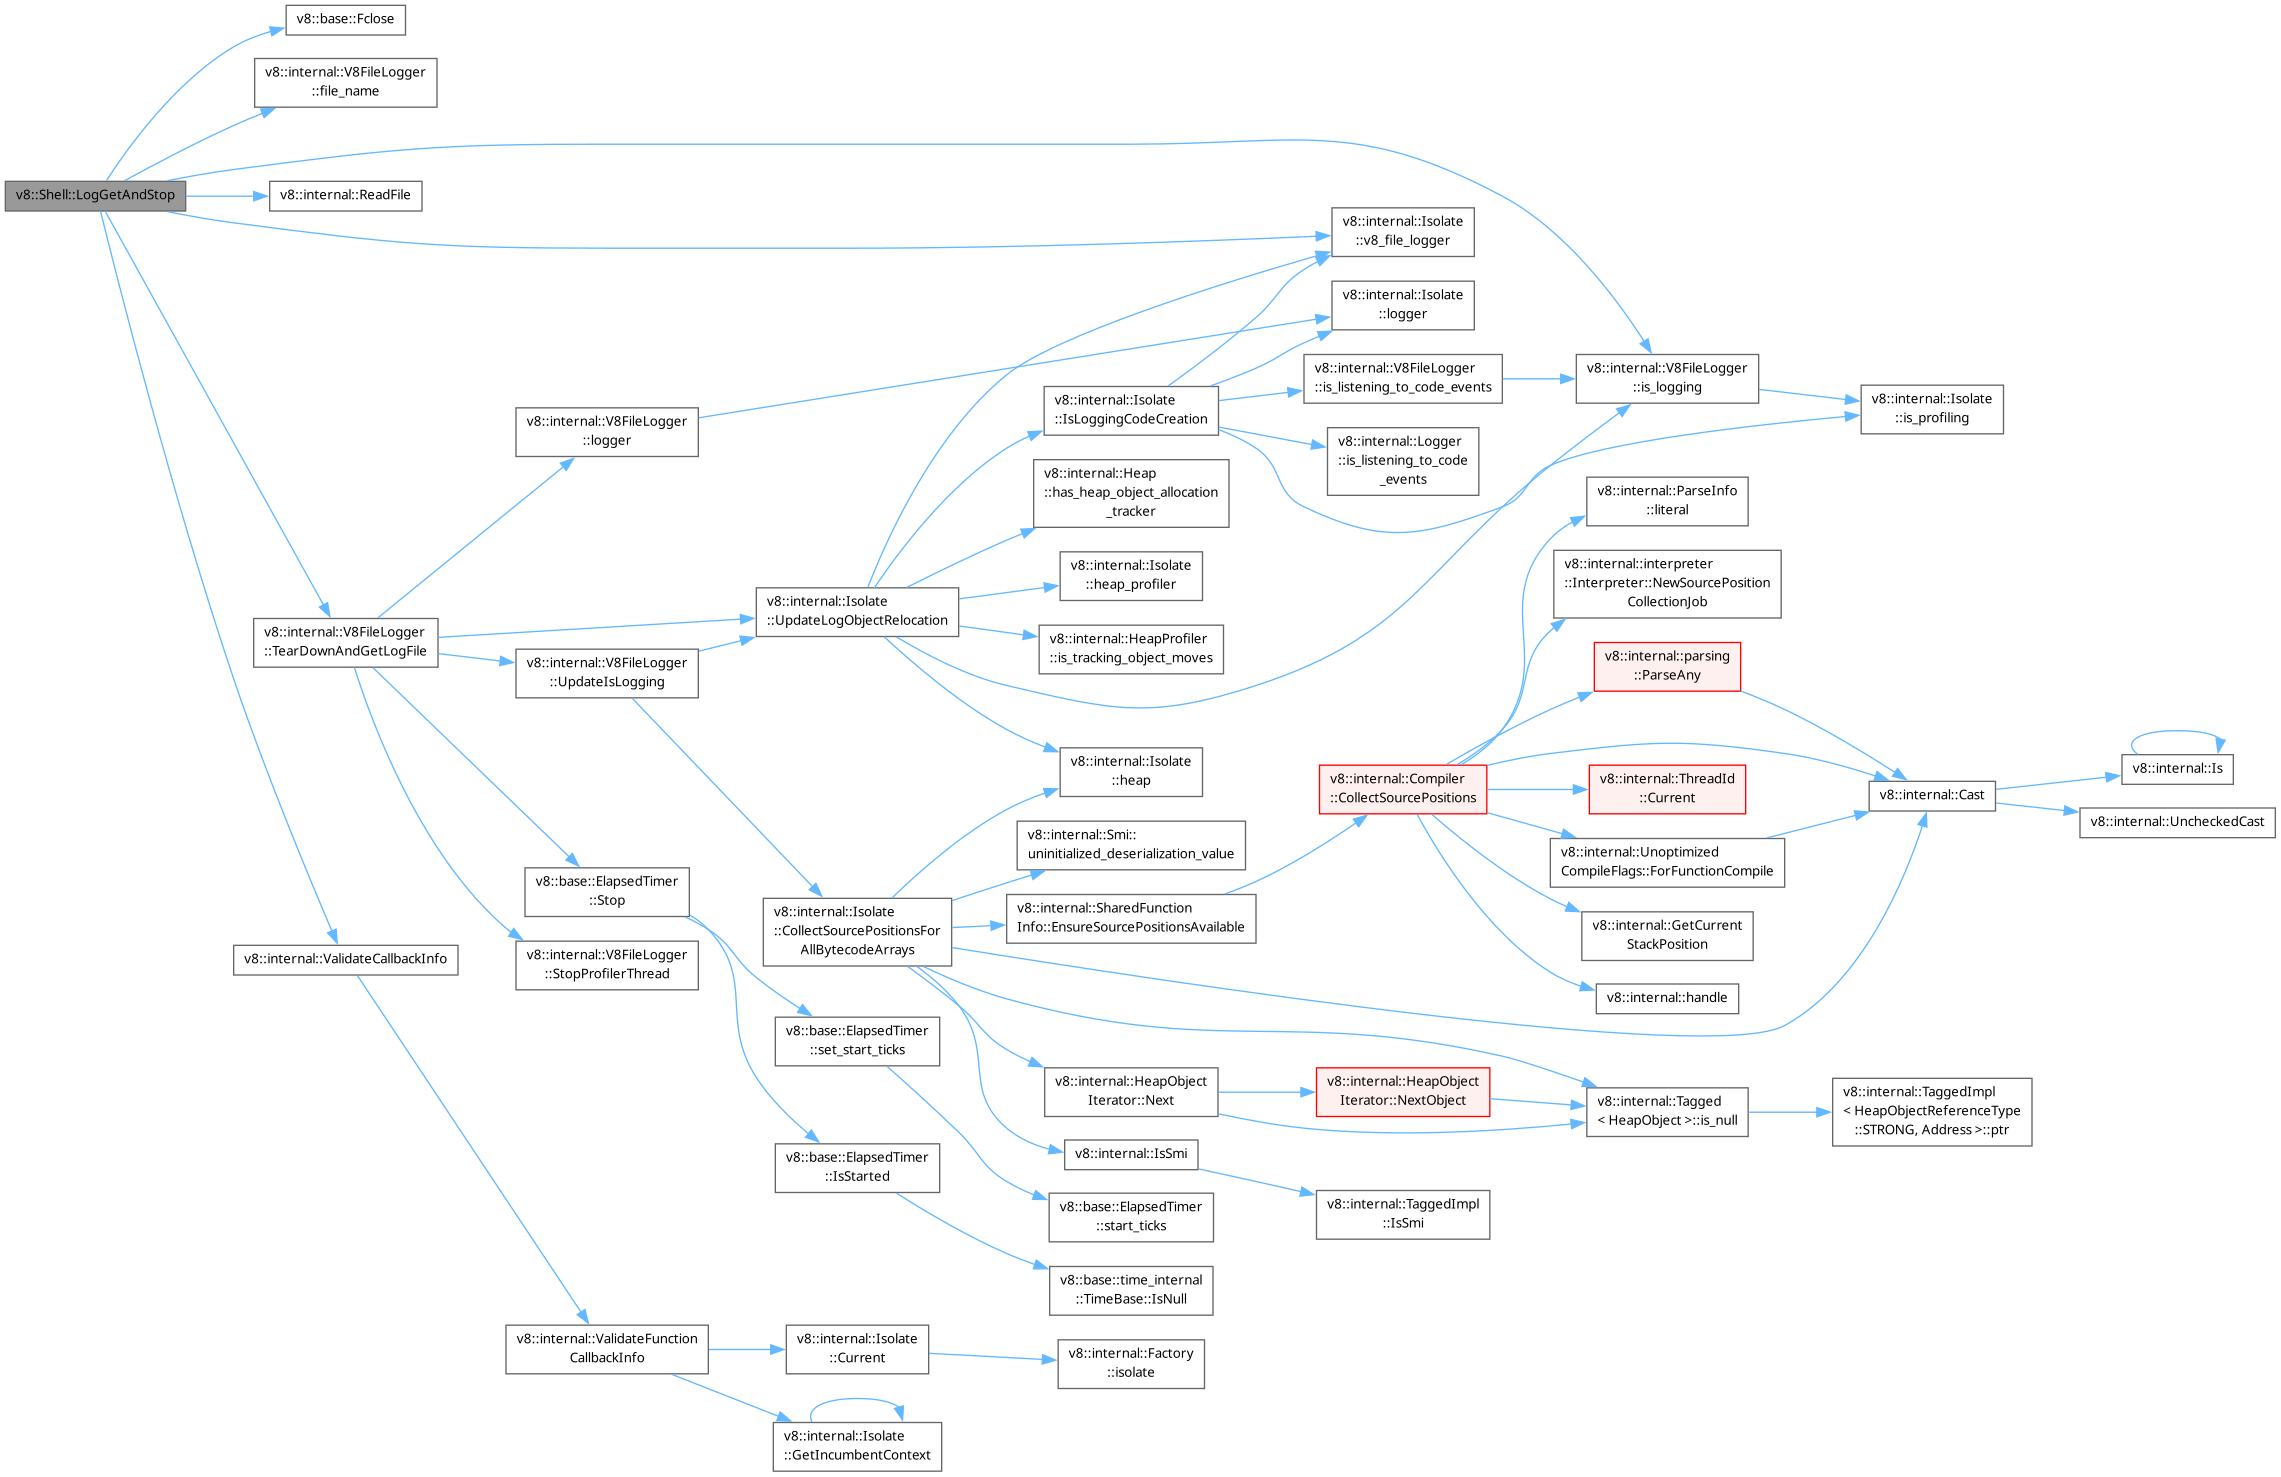 v8::base::Fclose
v8::internal::V8FileLogger
::file_name
v8::Shell::LogGetAndStop
v8::internal::ReadFile
v8::internal::Isolate
::v8_file_logger
v8::internal::Isolate
::logger
v8::internal::V8FileLogger
::is_listening_to_code_events
v8::internal::V8FileLogger
::is_logging
v8::internal::Isolate
::is_profiling
v8::internal::V8FileLogger
::logger
v8::internal::Isolate
::IsLoggingCodeCreation
v8::internal::Logger
::is_listening_to_code
_events
v8::internal::Heap
::has_heap_object_allocation
_tracker
v8::internal::ParseInfo
::literal
v8::internal::Isolate
::heap_profiler
v8::internal::interpreter
::Interpreter::NewSourcePosition
CollectionJob
v8::internal::V8FileLogger
::TearDownAndGetLogFile
v8::internal::Isolate
::UpdateLogObjectRelocation
v8::internal::HeapProfiler
::is_tracking_object_moves
v8::internal::V8FileLogger
::UpdateIsLogging
v8::internal::parsing
::ParseAny
v8::internal::Isolate
::heap
v8::internal::Compiler
::CollectSourcePositions
v8::internal::ThreadId
::Current
v8::internal::Cast
v8::internal::Is
v8::internal::UncheckedCast
v8::internal::Smi::
uninitialized_deserialization_value
v8::internal::Unoptimized
CompileFlags::ForFunctionCompile
v8::base::ElapsedTimer
::Stop
v8::internal::Isolate
::CollectSourcePositionsFor
AllBytecodeArrays
v8::internal::SharedFunction
Info::EnsureSourcePositionsAvailable
v8::internal::GetCurrent
StackPosition
v8::internal::ValidateCallbackInfo
v8::internal::V8FileLogger
::StopProfilerThread
v8::internal::handle
v8::base::ElapsedTimer
::set_start_ticks
v8::internal::HeapObject
Iterator::Next
v8::internal::HeapObject
Iterator::NextObject
v8::internal::Tagged
< HeapObject >::is_null
v8::internal::TaggedImpl
< HeapObjectReferenceType
::STRONG, Address >::ptr
v8::base::ElapsedTimer
::IsStarted
v8::internal::IsSmi
v8::base::ElapsedTimer
::start_ticks
v8::internal::TaggedImpl
::IsSmi
v8::base::time_internal
::TimeBase::IsNull
v8::internal::ValidateFunction
CallbackInfo
v8::internal::Isolate
::Current
v8::internal::Factory
::isolate
v8::internal::Isolate
::GetIncumbentContext